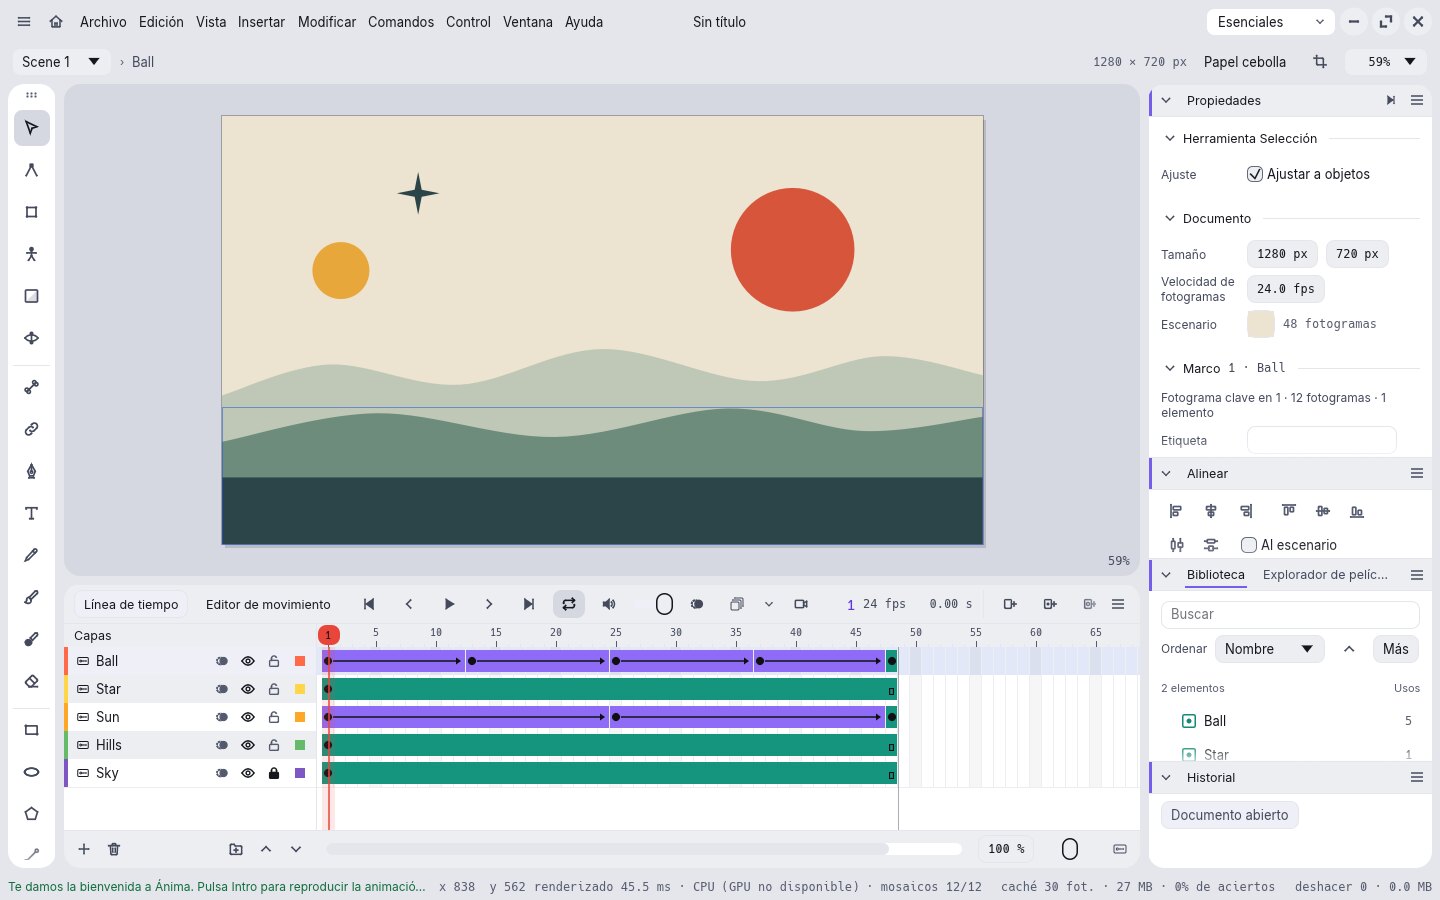 Archivo Edición Vista Insertar Modificar Comandos Control Ventana Ayuda Sin título Esenciales
Scene 1 › Ball 1280 × 720 px Papel cebolla 59%
Propiedades
Herramienta Selección
Ajuste Ajustar a objetos
Documento
Tamaño 1280 px 720 px
Velocidad de fotogramas 24.0 fps
Escenario 48 fotogramas
Marco 1 · Ball
Fotograma clave en 1 · 12 fotogramas · 1
elemento
Etiqueta
Alinear
Al escenario
59%
Biblioteca Explorador de pelíc...
Buscar
Ordenar Nombre Más
2 elementos Usos
Ball 5
Star 1
Historial
Documento abierto
Línea de tiempo Editor de movimiento 1 24 fps 0.00 s
Capas 1 5 10 15 20 25 30 35 40 45 50 55 60 65
Ball
Star
Sun
Hills
Sky
100 %
Te damos la bienvenida a Ánima. Pulsa Intro para reproducir la animació... x 838 y 562 renderizado 45.5 ms · CPU (GPU no disponible) · mosaicos 12/12 caché 30 fot. · 27 MB · 0% de aciertos deshacer 0 · 0.0 MB